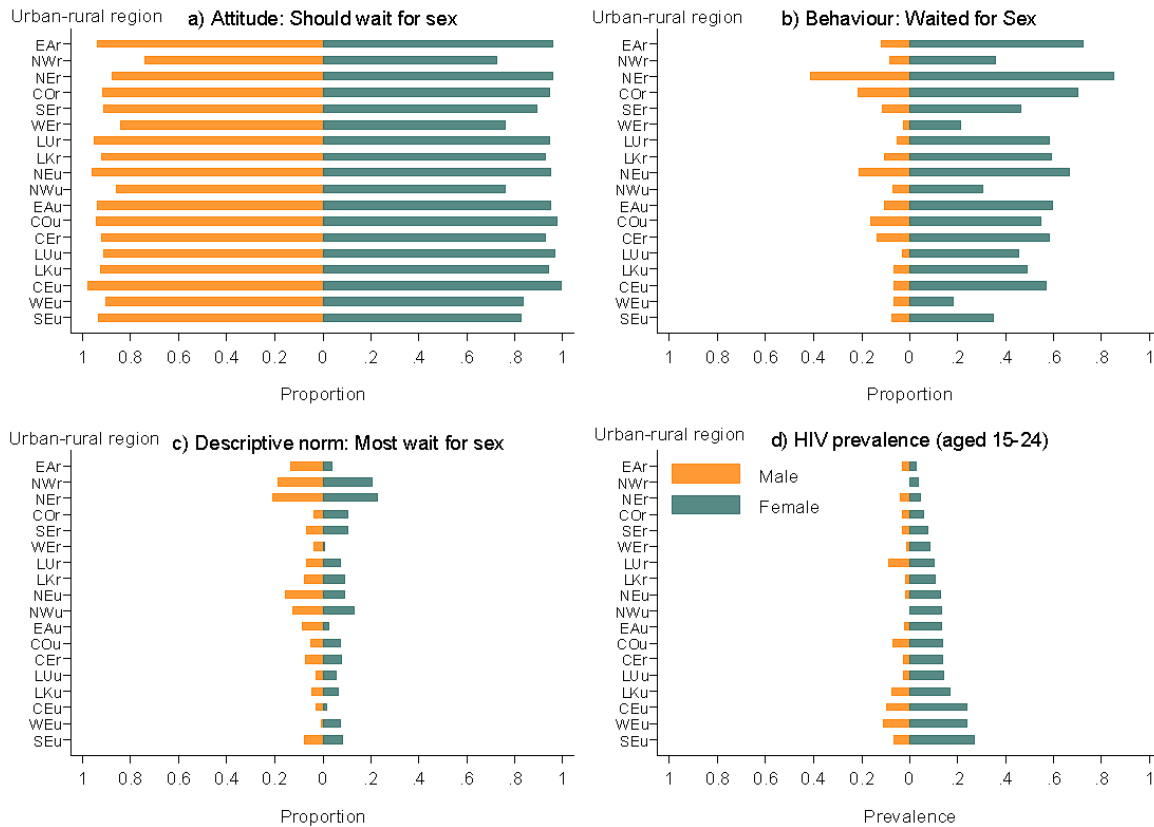 Urban-rural region
a) Attitude: Should wait for sex
EAr
NWr
NEr
COr
SEr
WEr
LUr
LKr
NEu
NWu
EAu
COu
CEr
LUu
LKu
CEu
WEu
SEu
1 0.8 0.6 0.4 0.2 0 .2 .4 .6 .8 1
Proportion
Urban-rural region
b) Behaviour: Waited for Sex
EAr
NWr
NEr
COr
SEr
WEr
LUr
LKr
NEu
NWu
EAu
COu
CEr
LUu
LKu
CEu
WEu
SEu
1 0.8 0.6 0.4 0.2 0 .2 .4 .6 .8 1
Proportion
Urban-rural region
c) Descriptive norm: Most wait for sex
EAr
NWr
NEr
COr
SEr
WEr
LUr
LKr
NEu
NWu
EAu
COu
CEr
LUu
LKu
CEu
WEu
SEu
1 0.8 0.6 0.4 0.2 0 .2 .4 .6 .8 1
Proportion
Urban-rural region
d) HIV prevalence (aged 15-24)
Male
Female
EAr
NWr
NEr
COr
SEr
WEr
LUr
LKr
NEu
NWu
EAu
COu
CEr
LUu
LKu
CEu
WEu
SEu
1 0.8 0.6 0.4 0.2 0 .2 .4 .6 .8 1
Prevalence